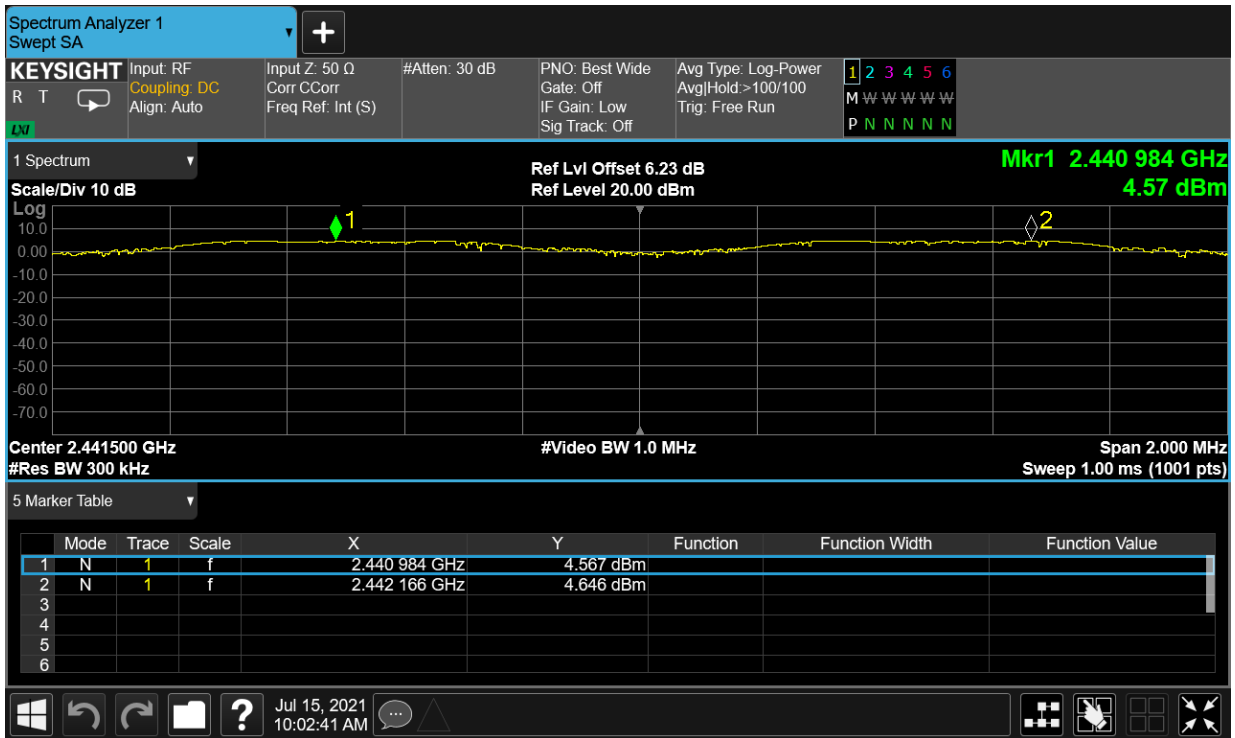 Spectrum Analyzer 1
Swept SA
▼
+
KEYSIGHT
R T
LXI
Input: RF
Coupling: DC
Align: Auto
Input Z: 50 Ω
Corr CCorr
Freq Ref: Int (S)
#Atten: 30 dB
PNO: Best Wide
Gate: Off
IF Gain: Low
Sig Track: Off
Avg Type: Log-Power
Avg|Hold:>100/100
Trig: Free Run
1 2 3 4 5 6
M W W W W W
P N N N N N
1 Spectrum ▼
Scale/Div 10 dB
Ref Lvl Offset 6.23 dB
Ref Level 20.00 dBm
Mkr1 2.440 984 GHz
4.57 dBm
Log
10.0
0.00
-10.0
-20.0
-30.0
-40.0
-50.0
-60.0
-70.0
1
2
Center 2.441500 GHz
#Video BW 1.0 MHz
Span 2.000 MHz
#Res BW 300 kHz
Sweep 1.00 ms (1001 pts)
5 Marker Table ▼
Mode Trace Scale X Y Function Function Width Function Value
1 N 1 f 2.440 984 GHz 4.567 dBm
2 N 1 f 2.442 166 GHz 4.646 dBm
3
4
5
6
?
Jul 15, 2021
10:02:41 AM